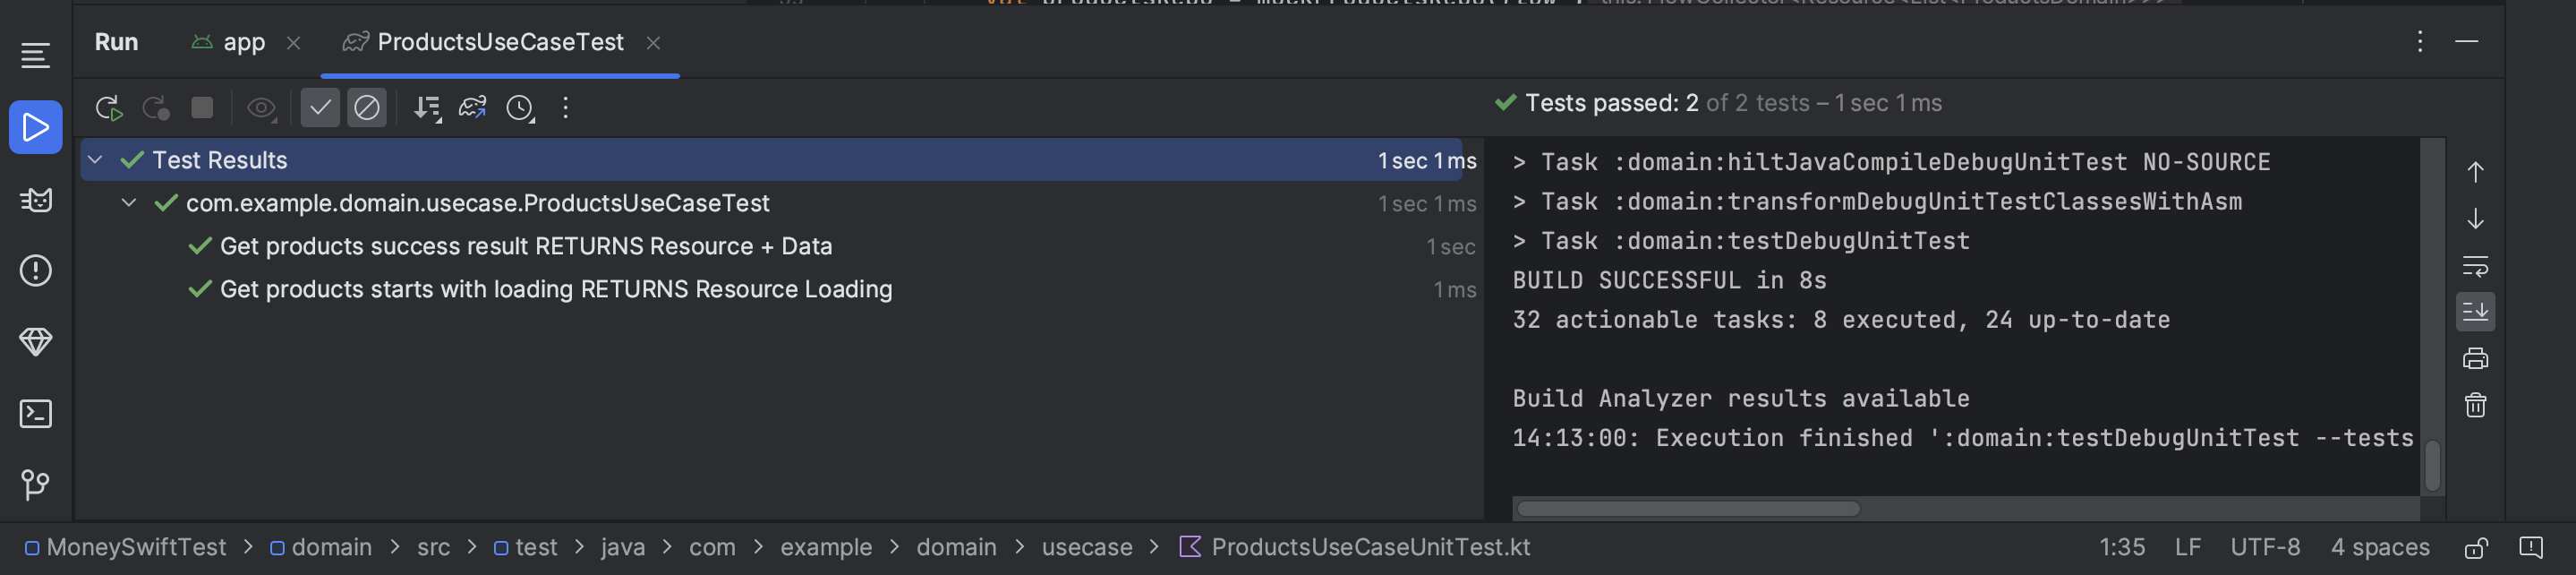 Run app ProductsUseCaseTest
Tests passed: 2 of 2 tests – 1 sec 1 ms
Test Results 1 sec 1 ms
com.example.domain.usecase.ProductsUseCaseTest 1 sec 1 ms
Get products success result RETURNS Resource + Data 1 sec
Get products starts with loading RETURNS Resource Loading 1 ms
> Task :domain:hiltJavaCompileDebugUnitTest NO-SOURCE
> Task :domain:transformDebugUnitTestClassesWithAsm
> Task :domain:testDebugUnitTest
BUILD SUCCESSFUL in 8s
32 actionable tasks: 8 executed, 24 up-to-date
Build Analyzer results available
14:13:00: Execution finished ':domain:testDebugUnitTest --tests
MoneySwiftTest > domain > src > test > java > com > example > domain > usecase > ProductsUseCaseUnitTest.kt
1:35 LF UTF-8 4 spaces